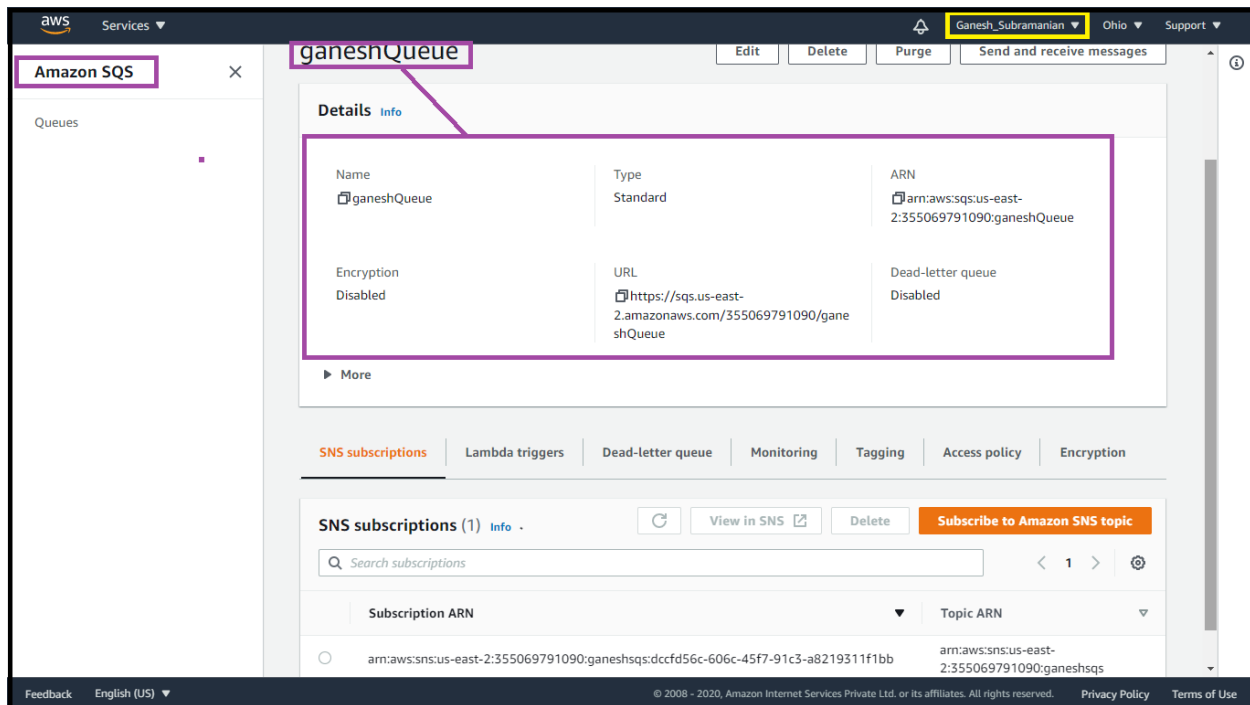 aws Services Ganesh_Subramanian Ohio Support
Amazon SQS
Queues
ganeshQueue Edit Delete Purge Send and receive messages
Details Info
Name Type ARN
ganeshQueue Standard arn:aws:sqs:us-east-
2:355069791090:ganeshQueue
Encryption URL Dead-letter queue
Disabled https://sqs.us-east- Disabled
2.amazonaws.com/355069791090/gane
shQueue
More
SNS subscriptions Lambda triggers Dead-letter queue Monitoring Tagging Access policy Encryption
SNS subscriptions (1) Info View in SNS Delete Subscribe to Amazon SNS topic
Search subscriptions 1
Subscription ARN Topic ARN
arn:aws:sns:us-east-2:355069791090:ganeshsqs:dccfd56c-606c-45f7-91c3-a8219311f1bb arn:aws:sns:us-east-
2:355069791090:ganeshsqs
Feedback English (US) © 2008 - 2020, Amazon Internet Services Private Ltd. or its affiliates. All rights reserved. Privacy Policy Terms of Use